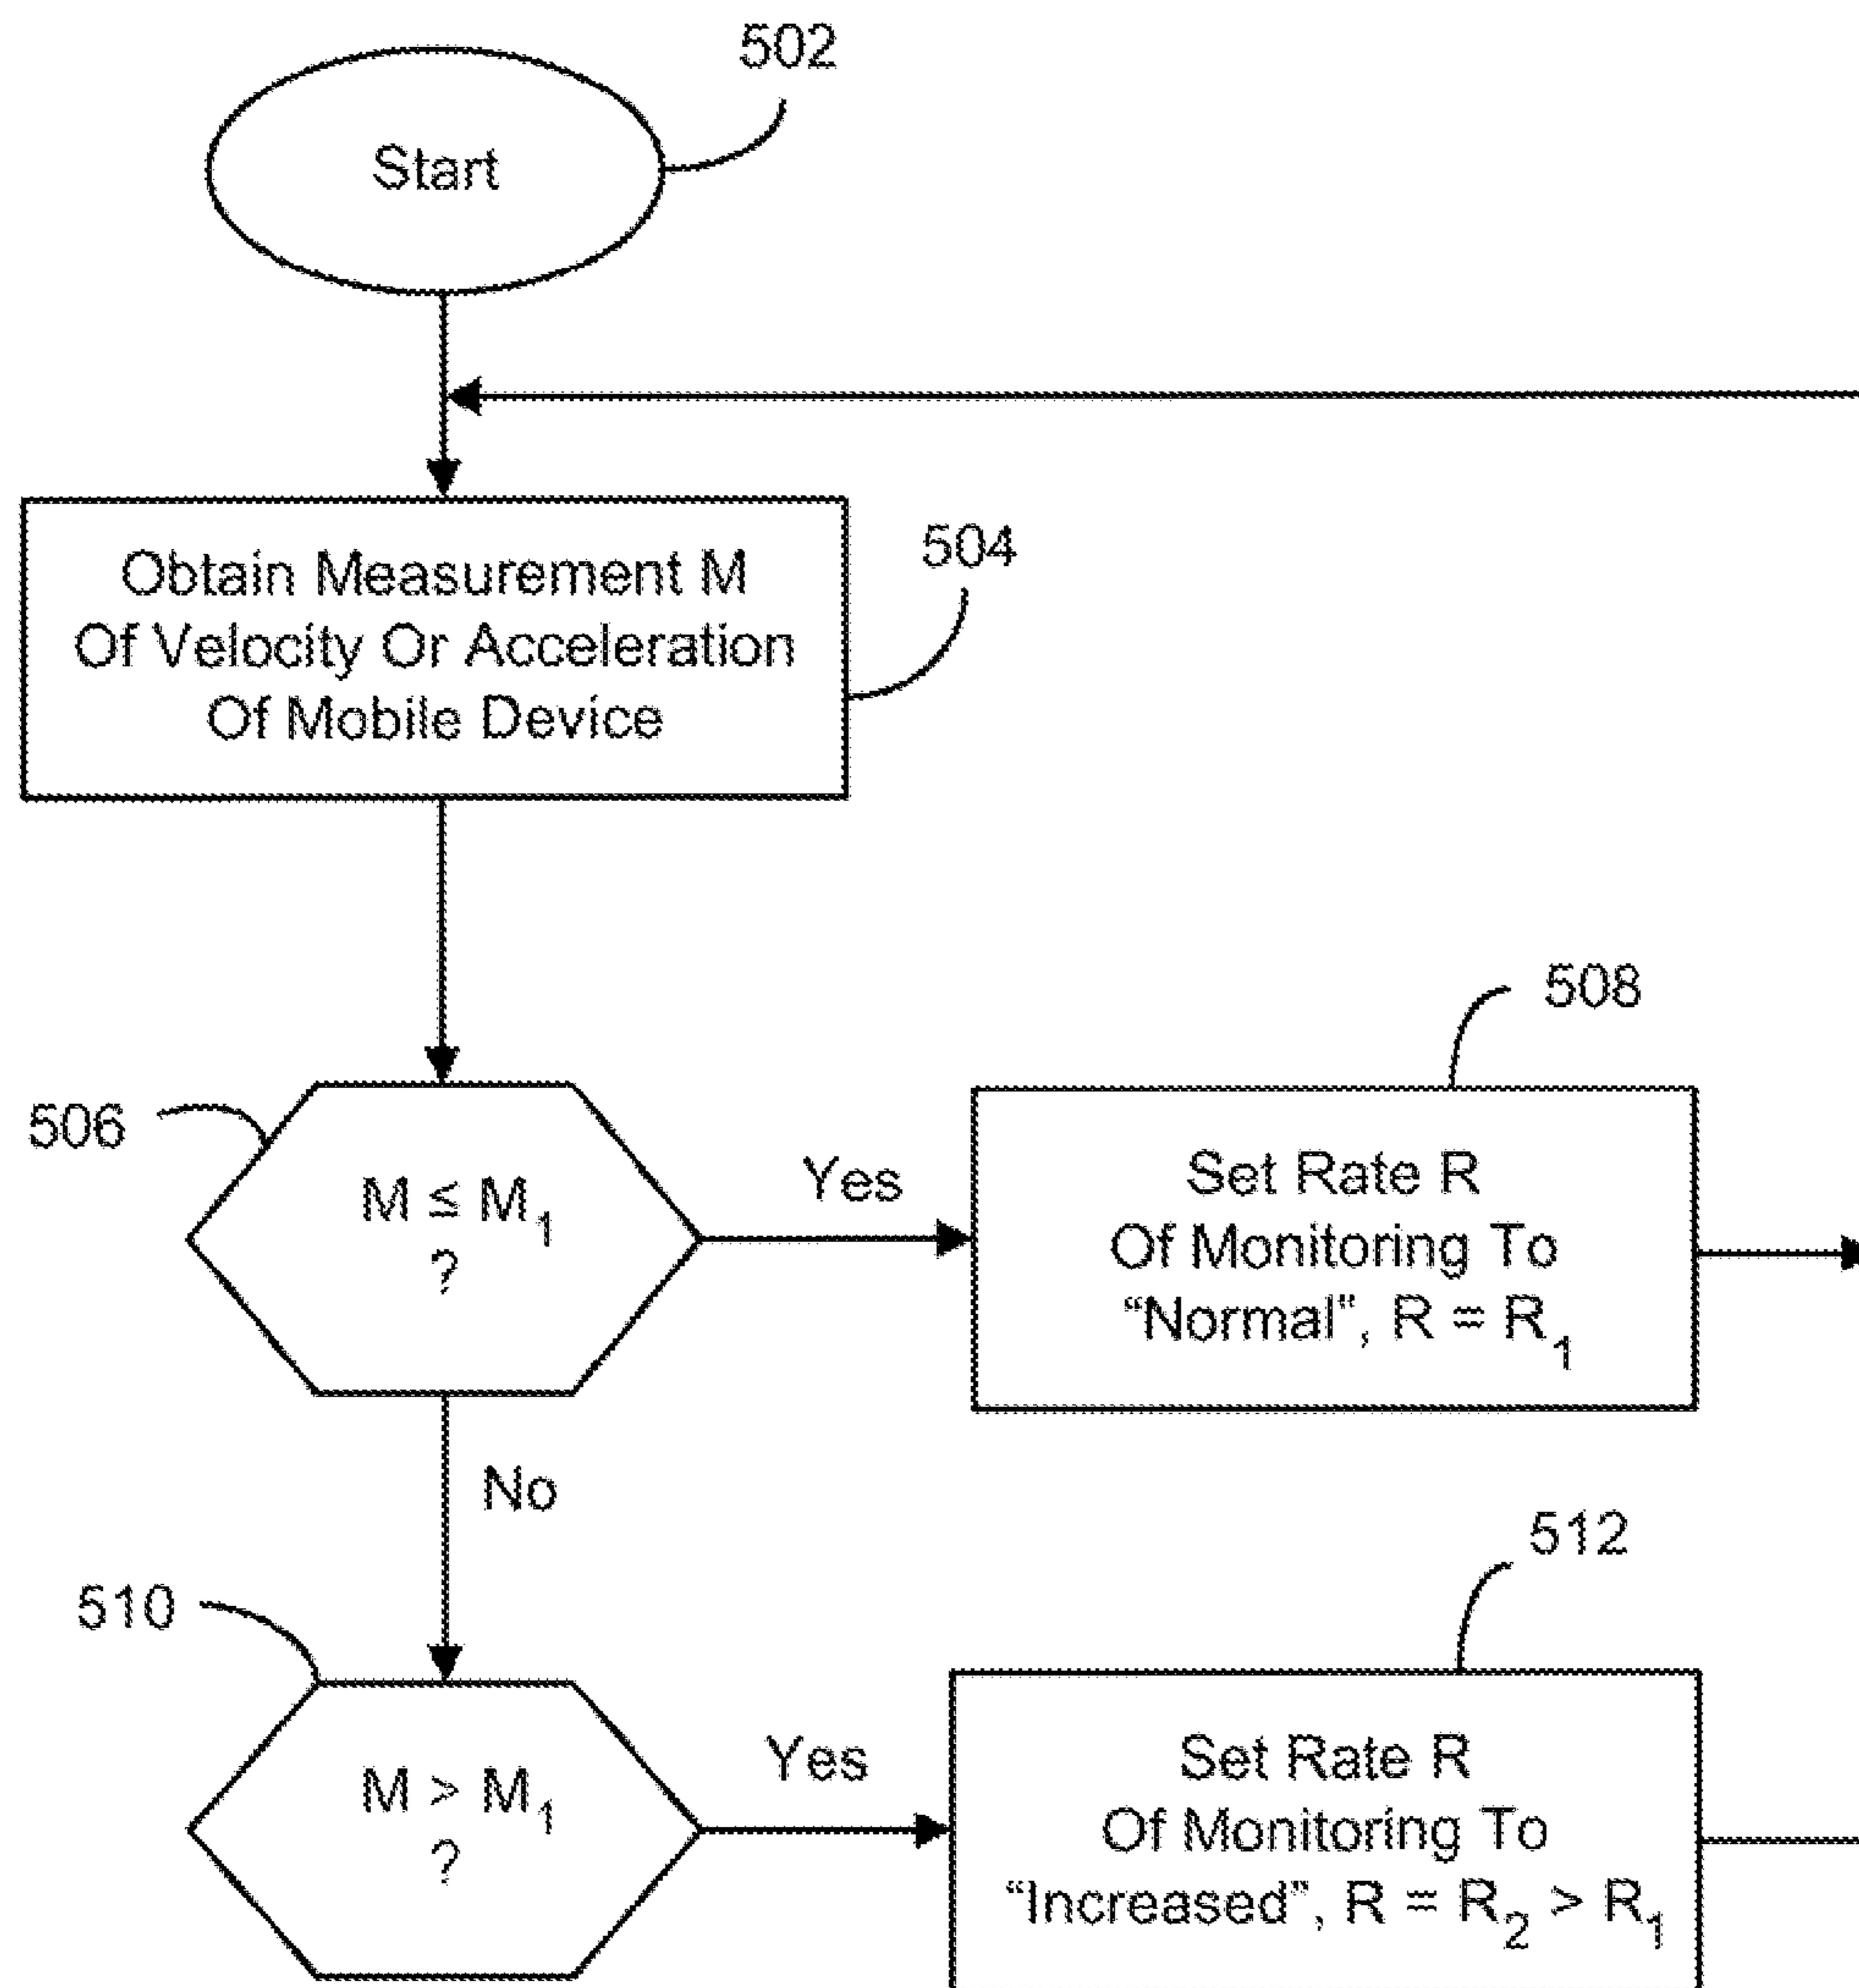 502
Start
504
Obtain Measurement M
Of Velocity Or Acceleration
Of Mobile Device
508
506
M ≤ M₁
?
Yes
Set Rate R
Of Monitoring To
“Normal”, R = R₁
No
512
510
M > M₁
?
Yes
Set Rate R
Of Monitoring To
“Increased”, R = R₂ > R₁